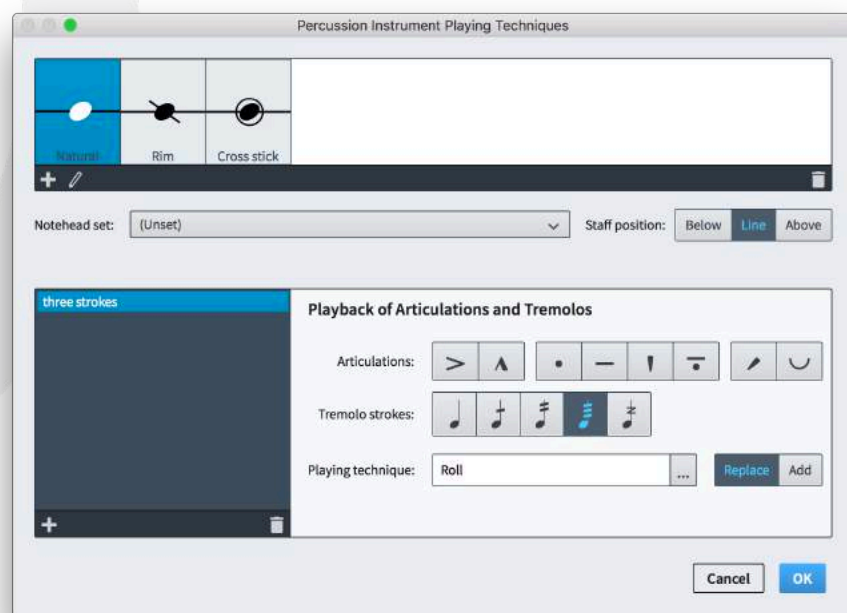 Percussion Instrument Playing Techniques
Natural Rim Cross stick
Notehead set: (Unset) Staff position: Below Line Above
three strokes
Playback of Articulations and Tremolos
Articulations:
Tremolo strokes:
Playing technique: Roll ... Replace Add
Cancel OK